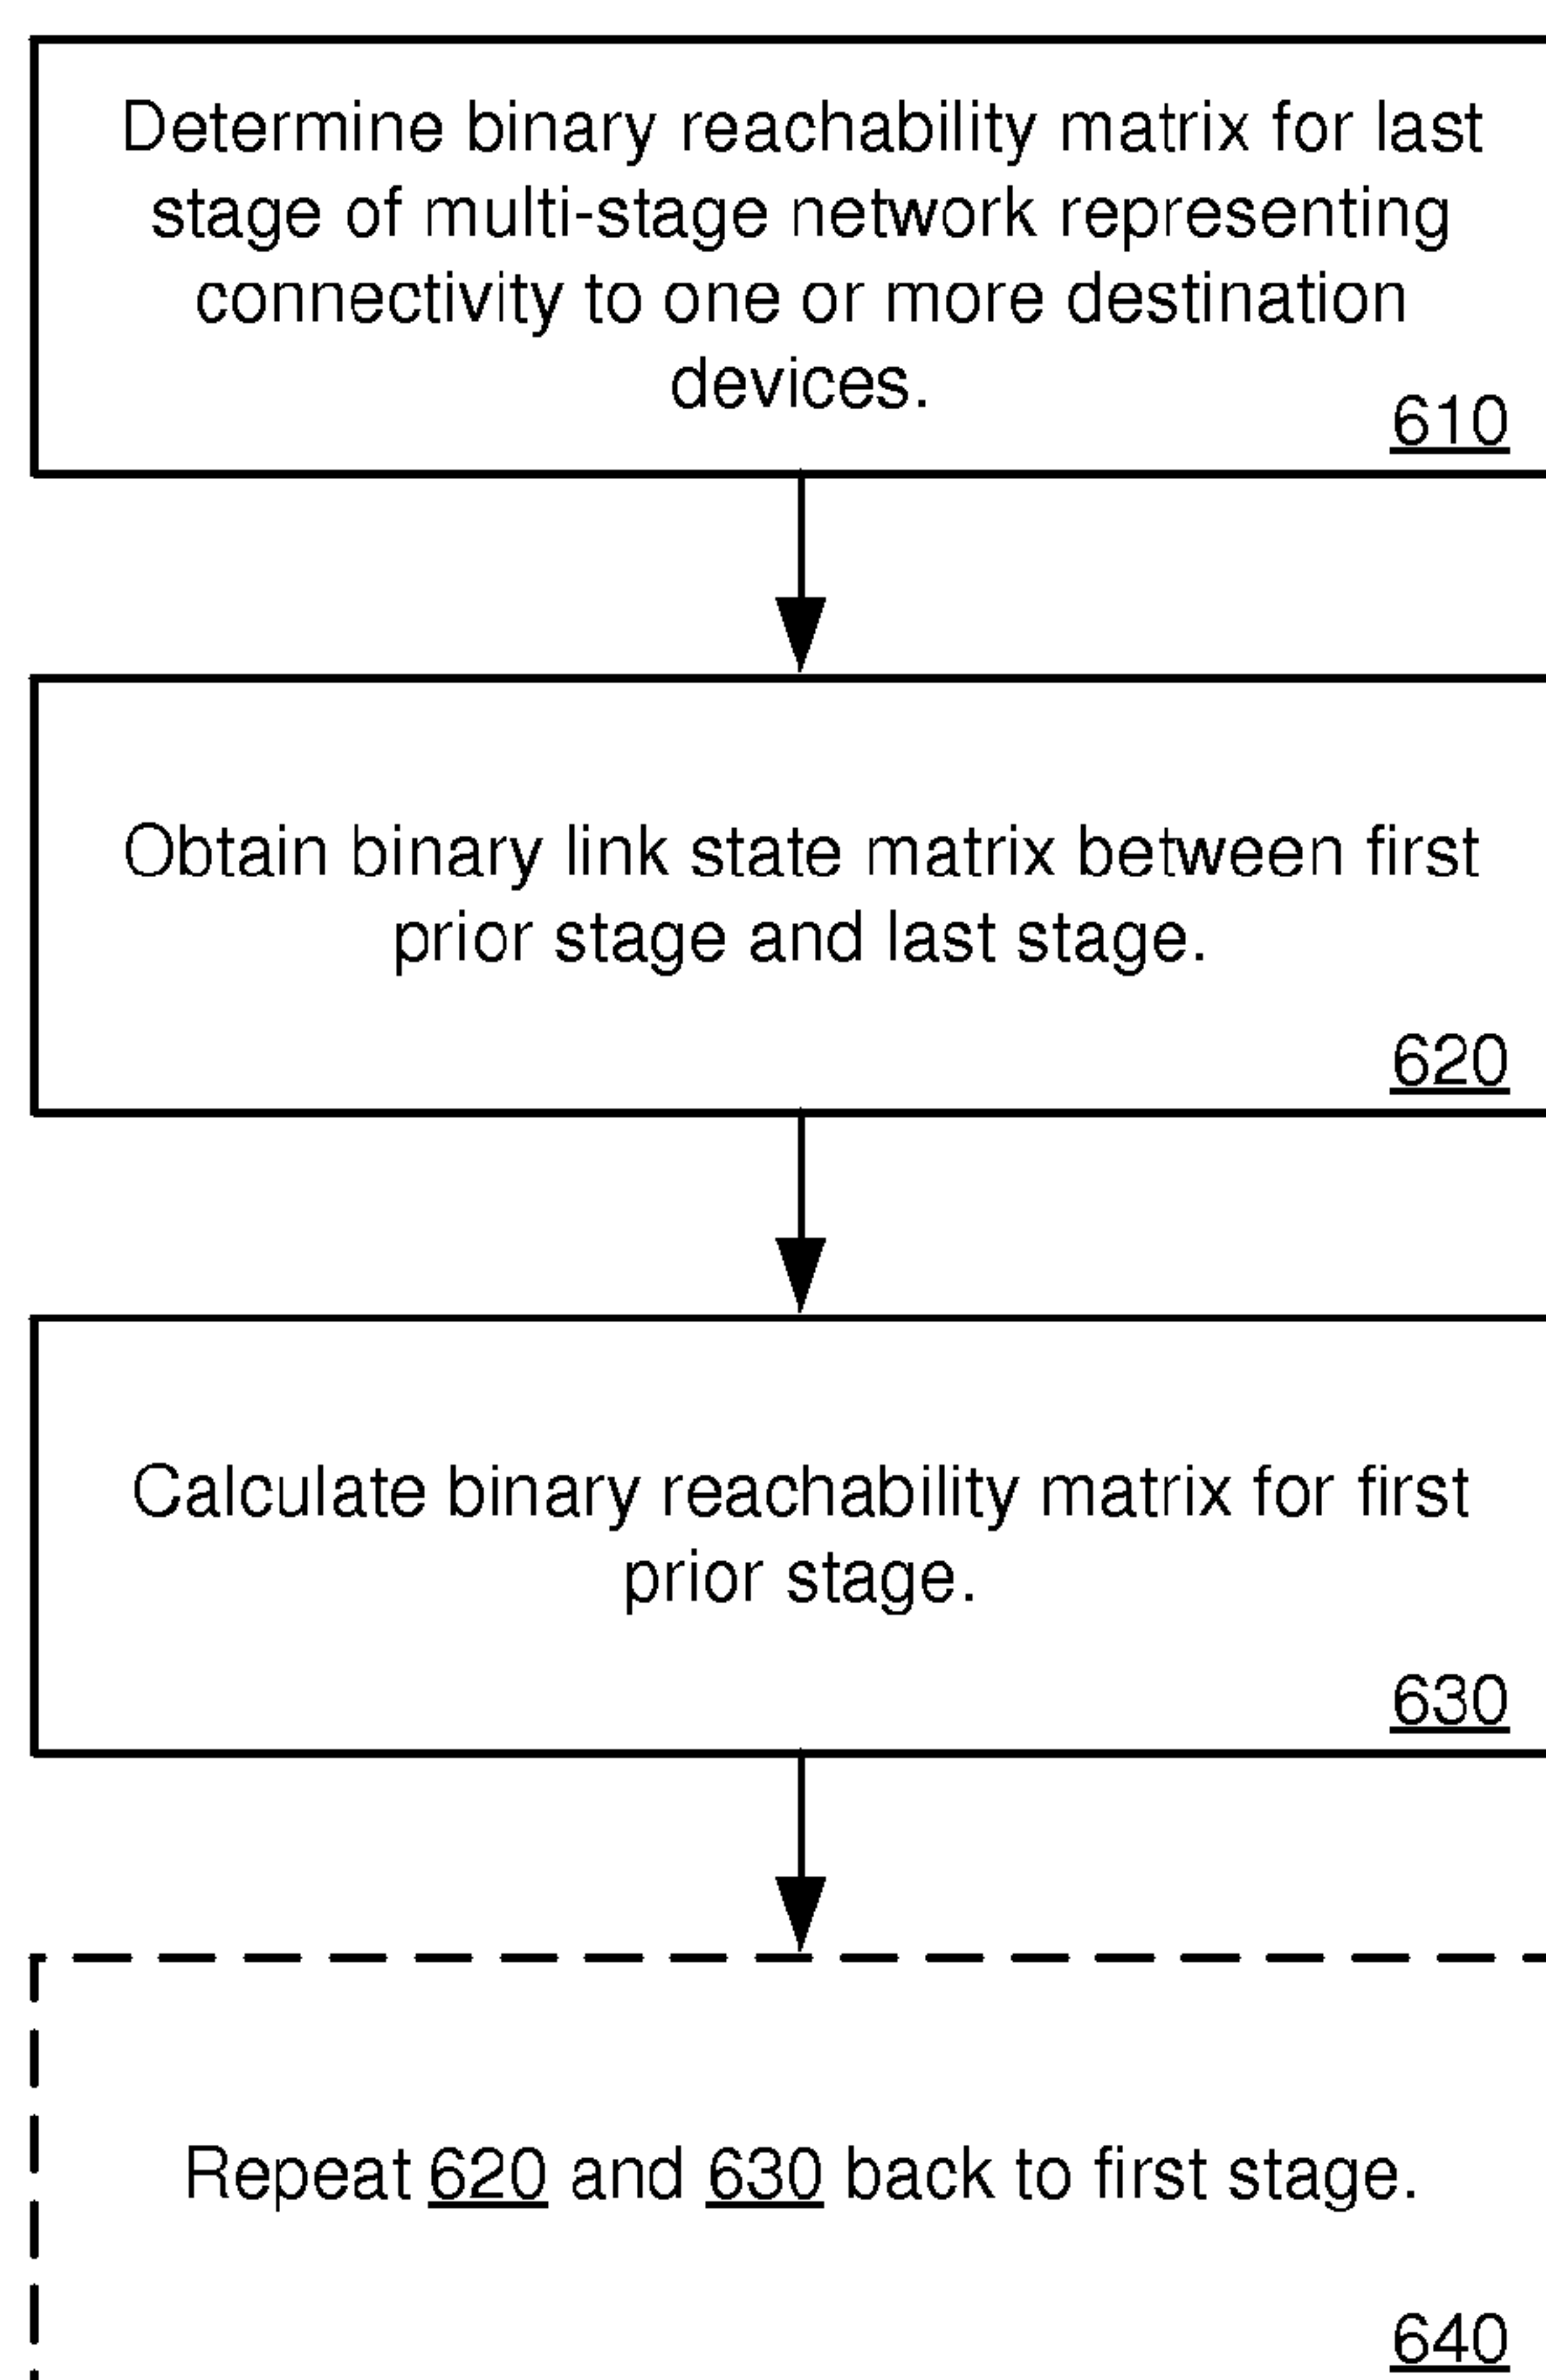 Determine binary reachability matrix for last
stage of multi-stage network representing
connectivity to one or more destination
devices.
610
Obtain binary link state matrix between first
prior stage and last stage.
620
Calculate binary reachability matrix for first
prior stage.
630
Repeat 620 and 630 back to first stage.
640